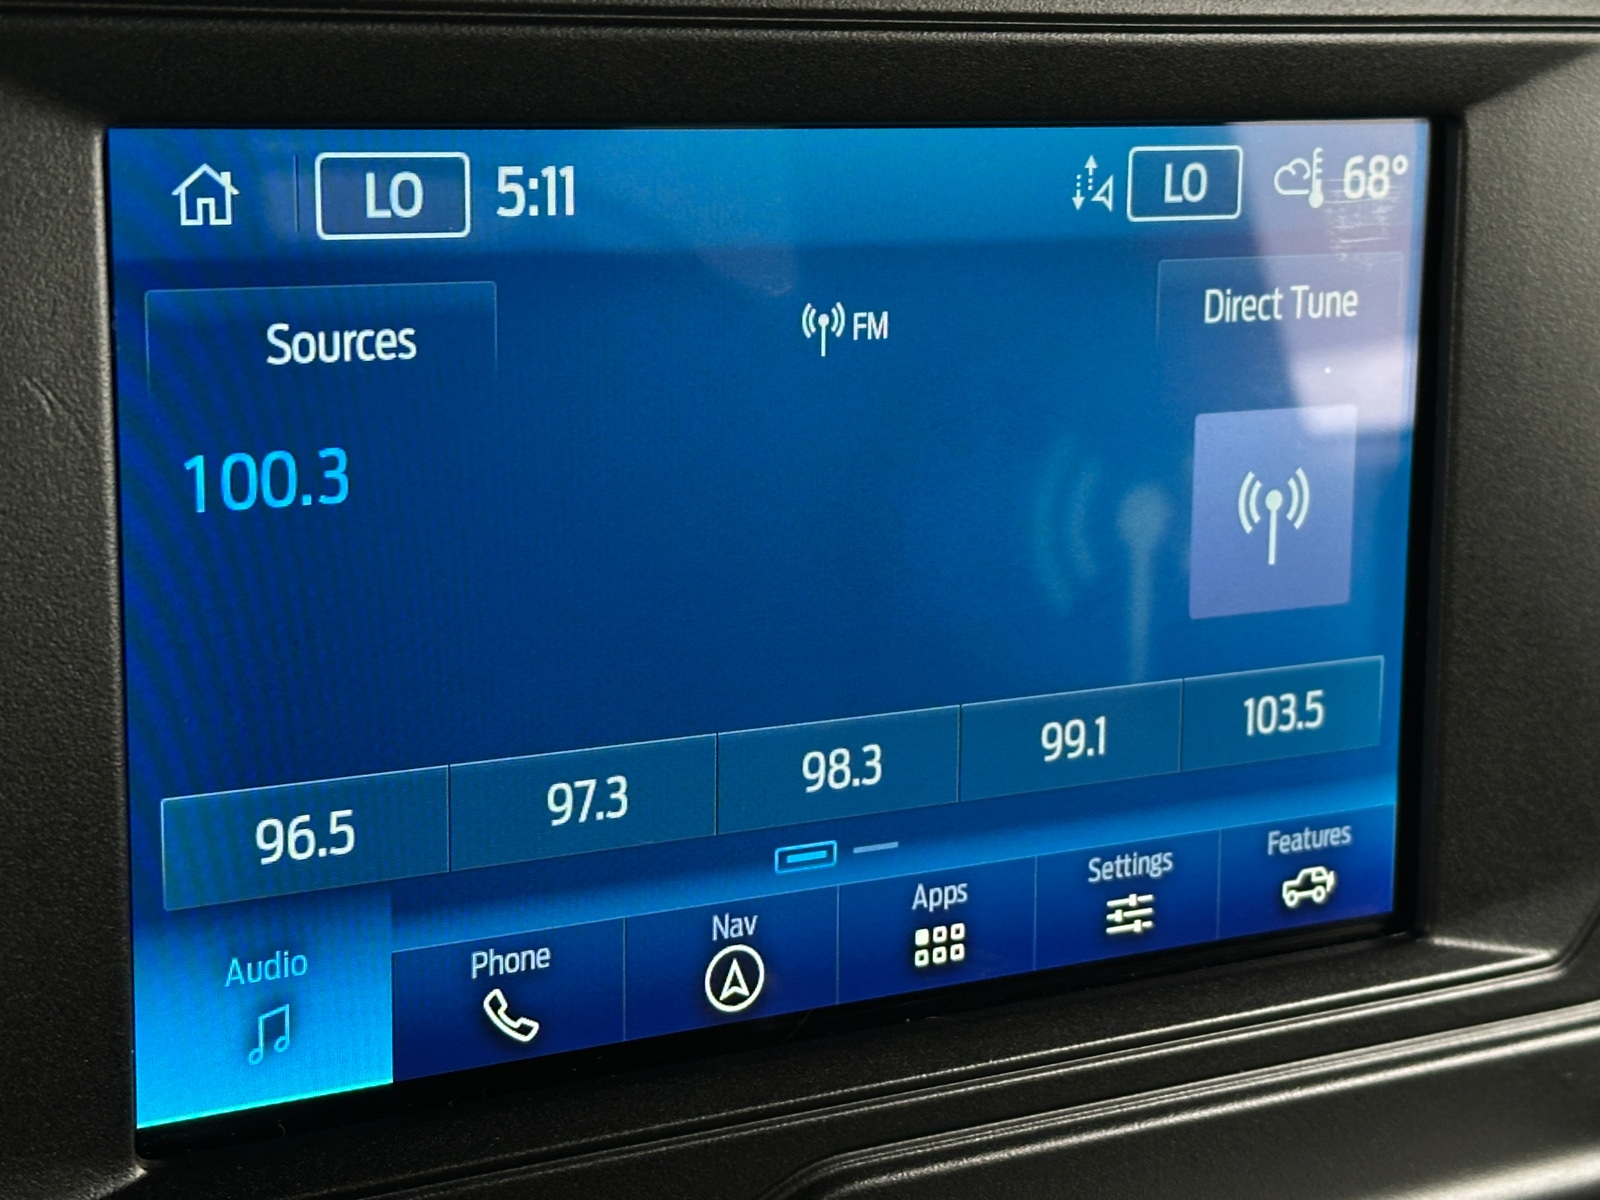 LO 5:11 LO 68°
Sources FM Direct Tune
100.3
96.5 97.3 98.3 99.1 103.5
Audio Phone Nav Apps Settings Features